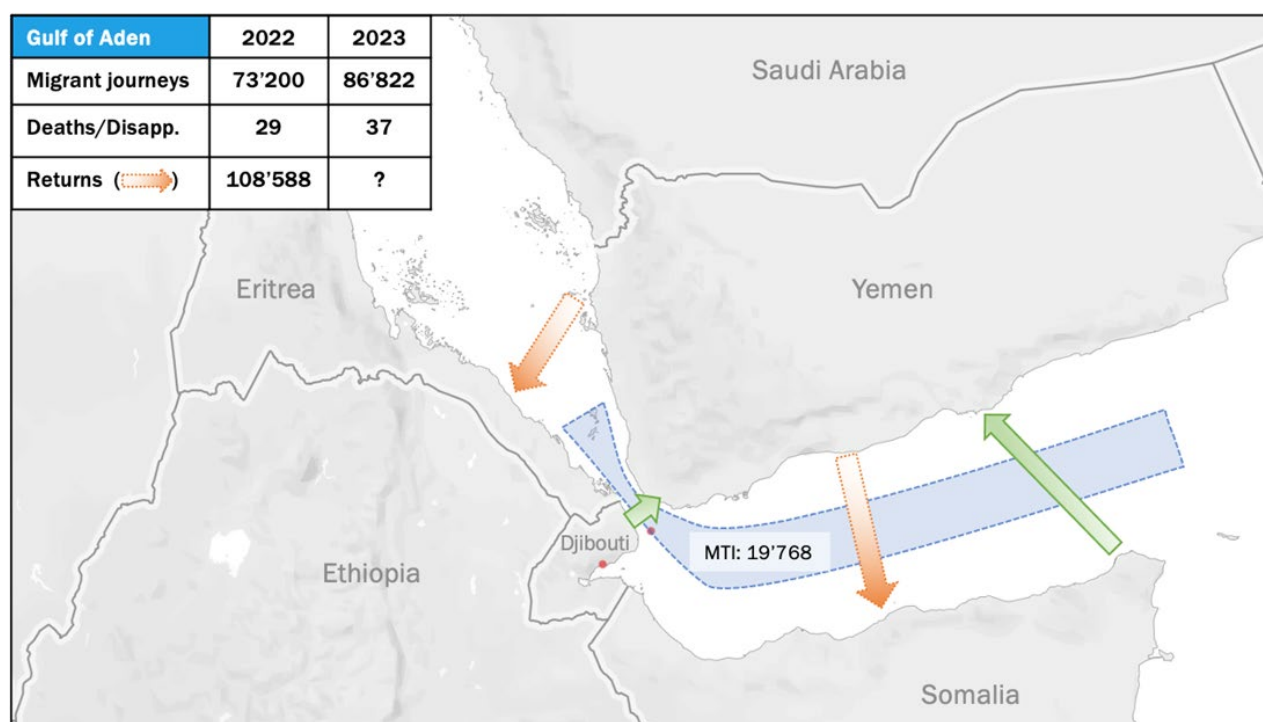 Gulf of Aden 2022 2023
Migrant journeys 73'200 86'822
Deaths/Disapp. 29 37
Returns ( ) 108'588 ?
Saudi Arabia
Eritrea
Yemen
Djibouti
MTI: 19'768
Ethiopia
Somalia